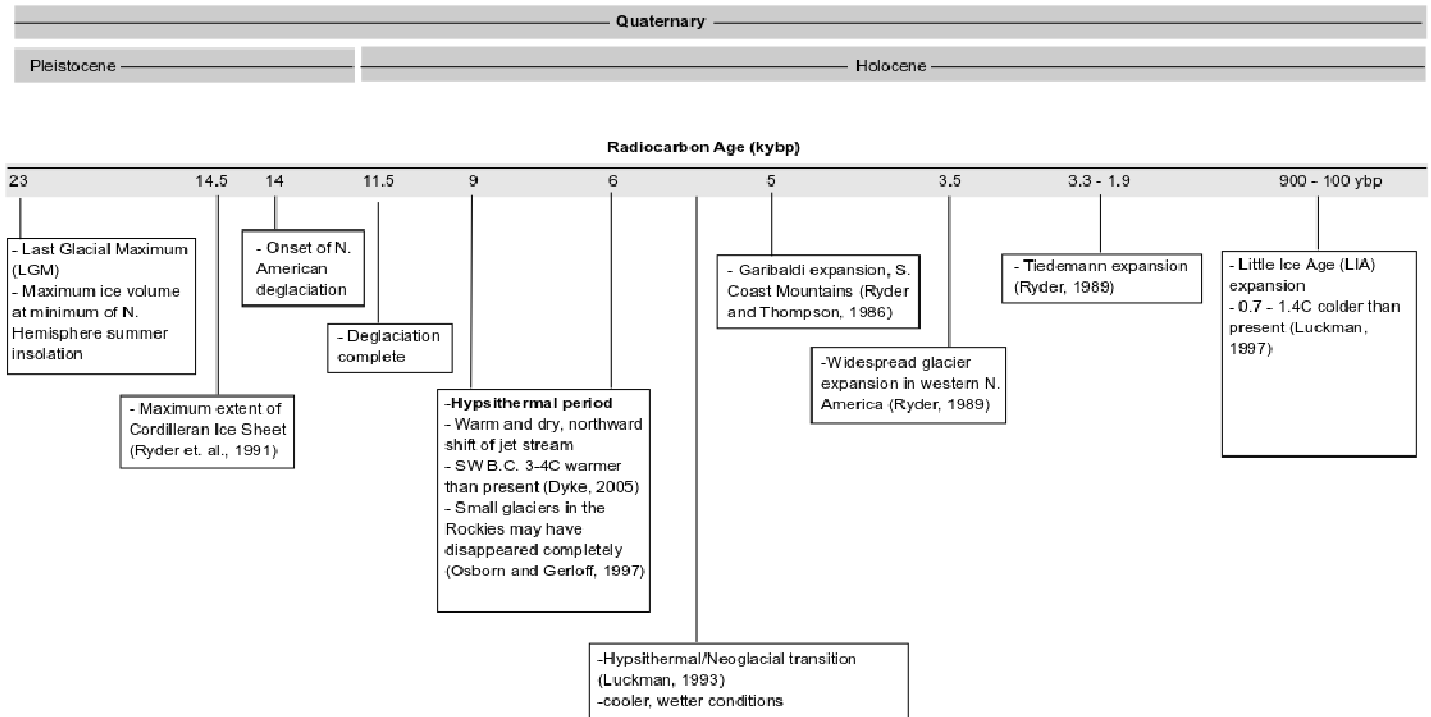 Quaternary
Pleistocene
Holocene
Radiocarbon Age (kybp)
23
14.5
14
11.5
9
6
5
3.5
3.3 - 1.9
900 - 100 ybp
- Last Glacial Maximum
(LGM)
- Maximum ice volume
at minimum of N.
Hemisphere summer
insolation
- Maximum extent of
Cordilleran Ice Sheet
(Ryder et. al., 1991)
- Onset of N.
American
deglaciation
- Deglaciation
complete
-Hypsithermal period
- Warm and dry, northward
shift of jet stream
- SW B.C. 3-4C warmer
than present (Dyke, 2005)
- Small glaciers in the
Rockies may have
disappeared completely
(Osborn and Gerloff, 1997)
-Hypsithermal/Neoglacial transition
(Luckman, 1993)
-cooler, wetter conditions
- Garibaldi expansion, S.
Coast Mountains (Ryder
and Thompson, 1986)
-Widespread glacier
expansion in western N.
America (Ryder, 1989)
- Tiedemann expansion
(Ryder, 1989)
- Little Ice Age (LIA)
expansion
- 0.7 - 1.4C colder than
present (Luckman,
1997)